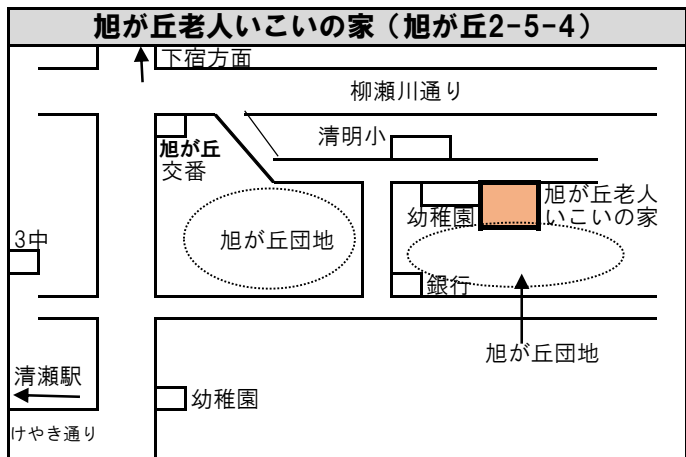 旭が丘老人いこいの家（旭が丘2-5-4）
下宿方面
柳瀬川通り
清明小
旭が丘
交番
旭が丘老人
いこいの家
幼稚園
3中
旭が丘団地
銀行
旭が丘団地
清瀬駅
幼稚園
けやき通り